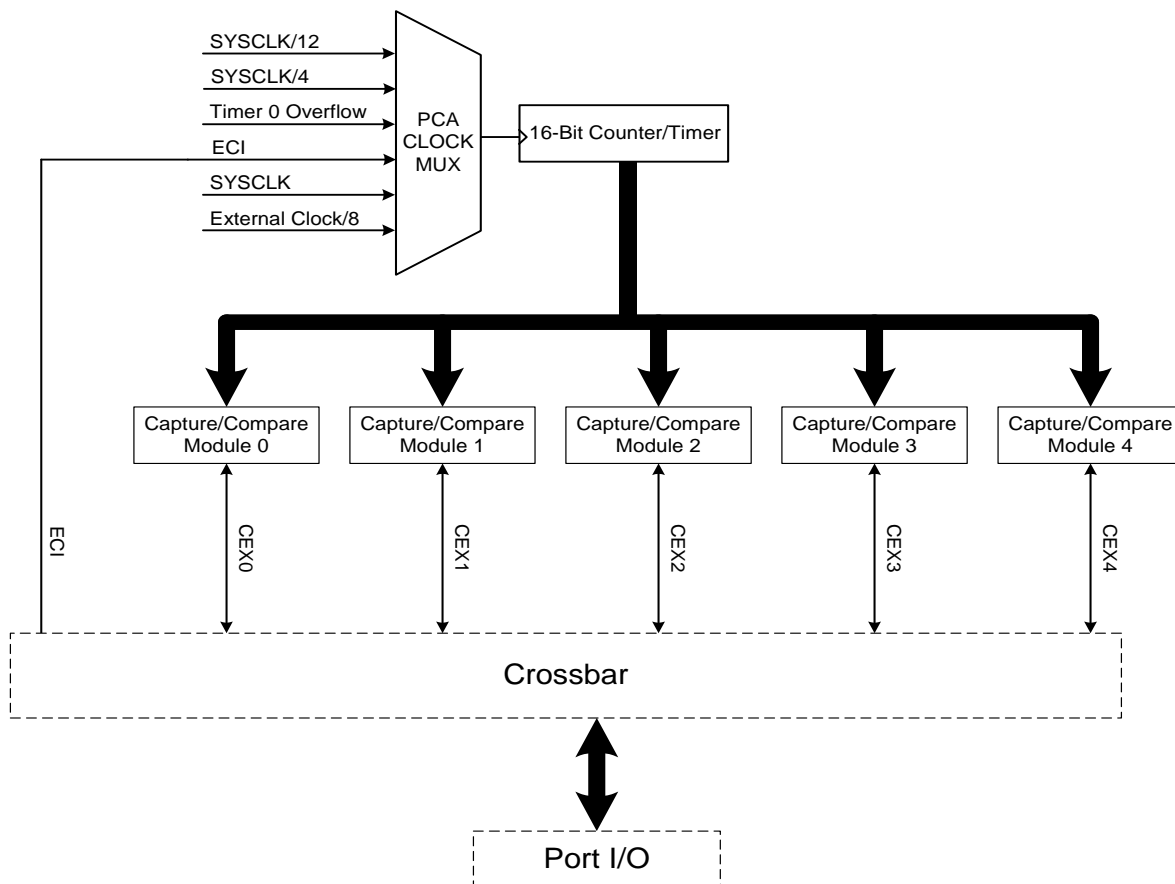 SYSCLK/12
SYSCLK/4
Timer 0 Overflow
ECI
SYSCLK
External Clock/8
PCA
CLOCK
MUX
16-Bit Counter/Timer
Capture/Compare
Module 0
Capture/Compare
Module 1
Capture/Compare
Module 2
Capture/Compare
Module 3
Capture/Compare
Module 4
ECI
CEX0
CEX1
CEX2
CEX3
CEX4
Crossbar
Port I/O